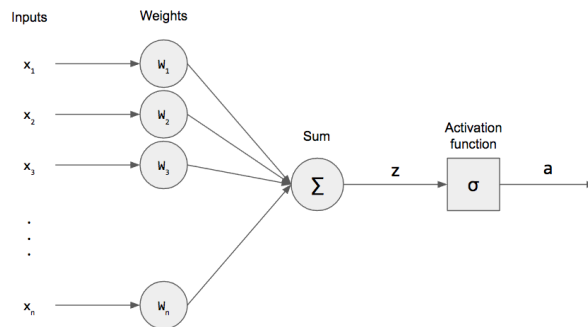 Inputs
Weights
x₁
W₁
x₂
W₂
Sum
Activation
function
x₃
W₃
Σ
z
σ
a
.
.
.
xₙ
Wₙ